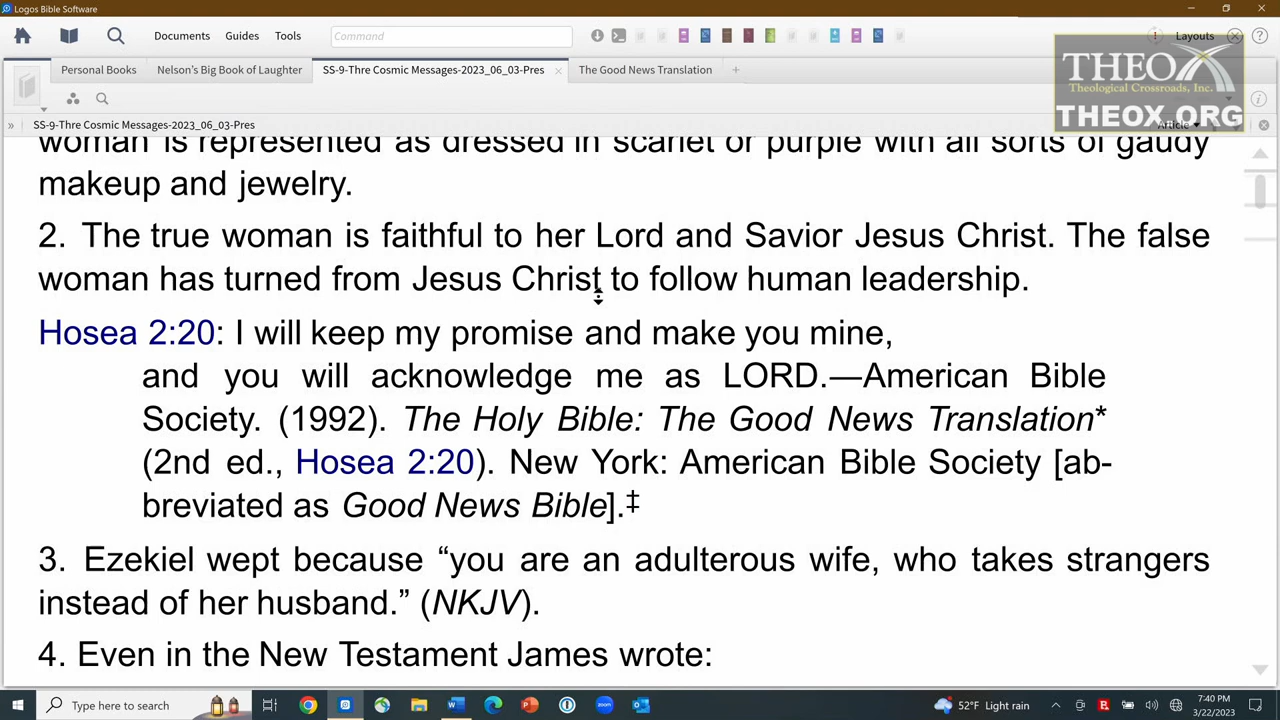 Logos Bible Software
Documents Guides Tools Command Layouts
THEOX
Theological Crossroads, Inc.
THEOX.ORG
Personal Books Nelson's Big Book of Laughter SS-9-Thre Cosmic Messages-2023_06_03-Pres The Good News Translation
SS-9-Thre Cosmic Messages-2023_06_03-Pres Article
woman is represented as dressed in scarlet or purple with all sorts of gaudy
makeup and jewelry.
2. The true woman is faithful to her Lord and Savior Jesus Christ. The false
woman has turned from Jesus Christ to follow human leadership.
Hosea 2:20: I will keep my promise and make you mine,
and you will acknowledge me as LORD.—American Bible
Society. (1992). The Holy Bible: The Good News Translation*
(2nd ed., Hosea 2:20). New York: American Bible Society [ab-
breviated as Good News Bible].‡
3. Ezekiel wept because “you are an adulterous wife, who takes strangers
instead of her husband.” (NKJV).
4. Even in the New Testament James wrote:
Type here to search
52°F Light rain
7:40 PM
3/22/2023